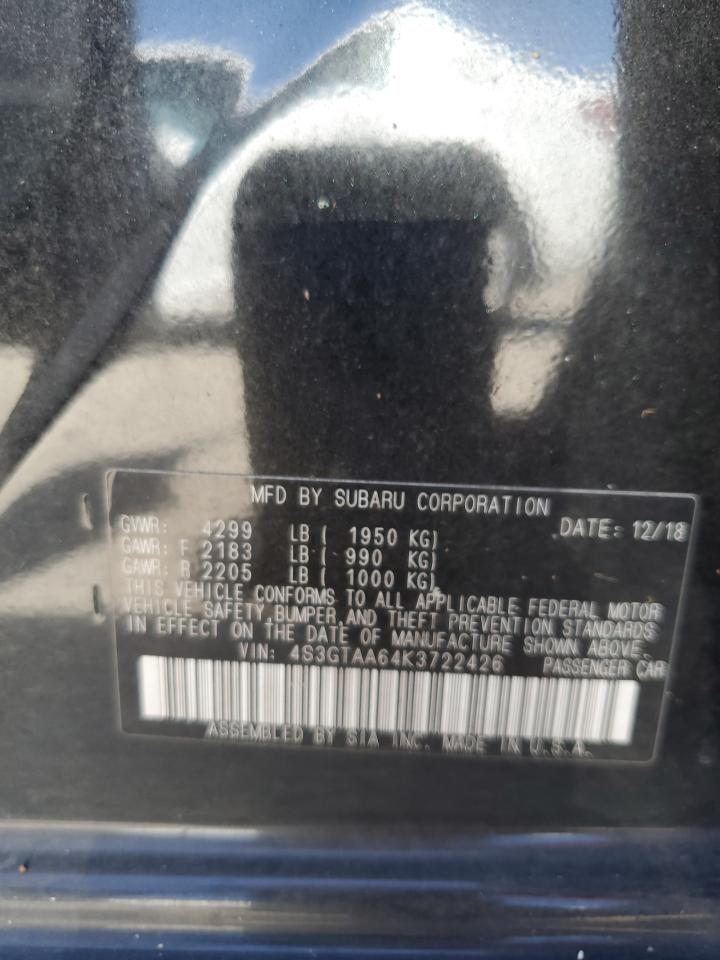 MFD BY SUBARU CORPORATION
GVWR: 4299 LB ( 1950 KG) DATE: 12/18
GAWR: F 2183 LB ( 990 KG)
GAWR: R 2205 LB ( 1000 KG)
THIS VEHICLE CONFORMS TO ALL APPLICABLE FEDERAL MOTOR
VEHICLE SAFETY, BUMPER, AND THEFT PREVENTION STANDARDS
IN EFFECT ON THE DATE OF MANUFACTURE SHOWN ABOVE.
VIN: 4S3GTAA64K3722426 PASSENGER CAR
ASSEMBLED BY SIA INC. MADE IN U.S.A.